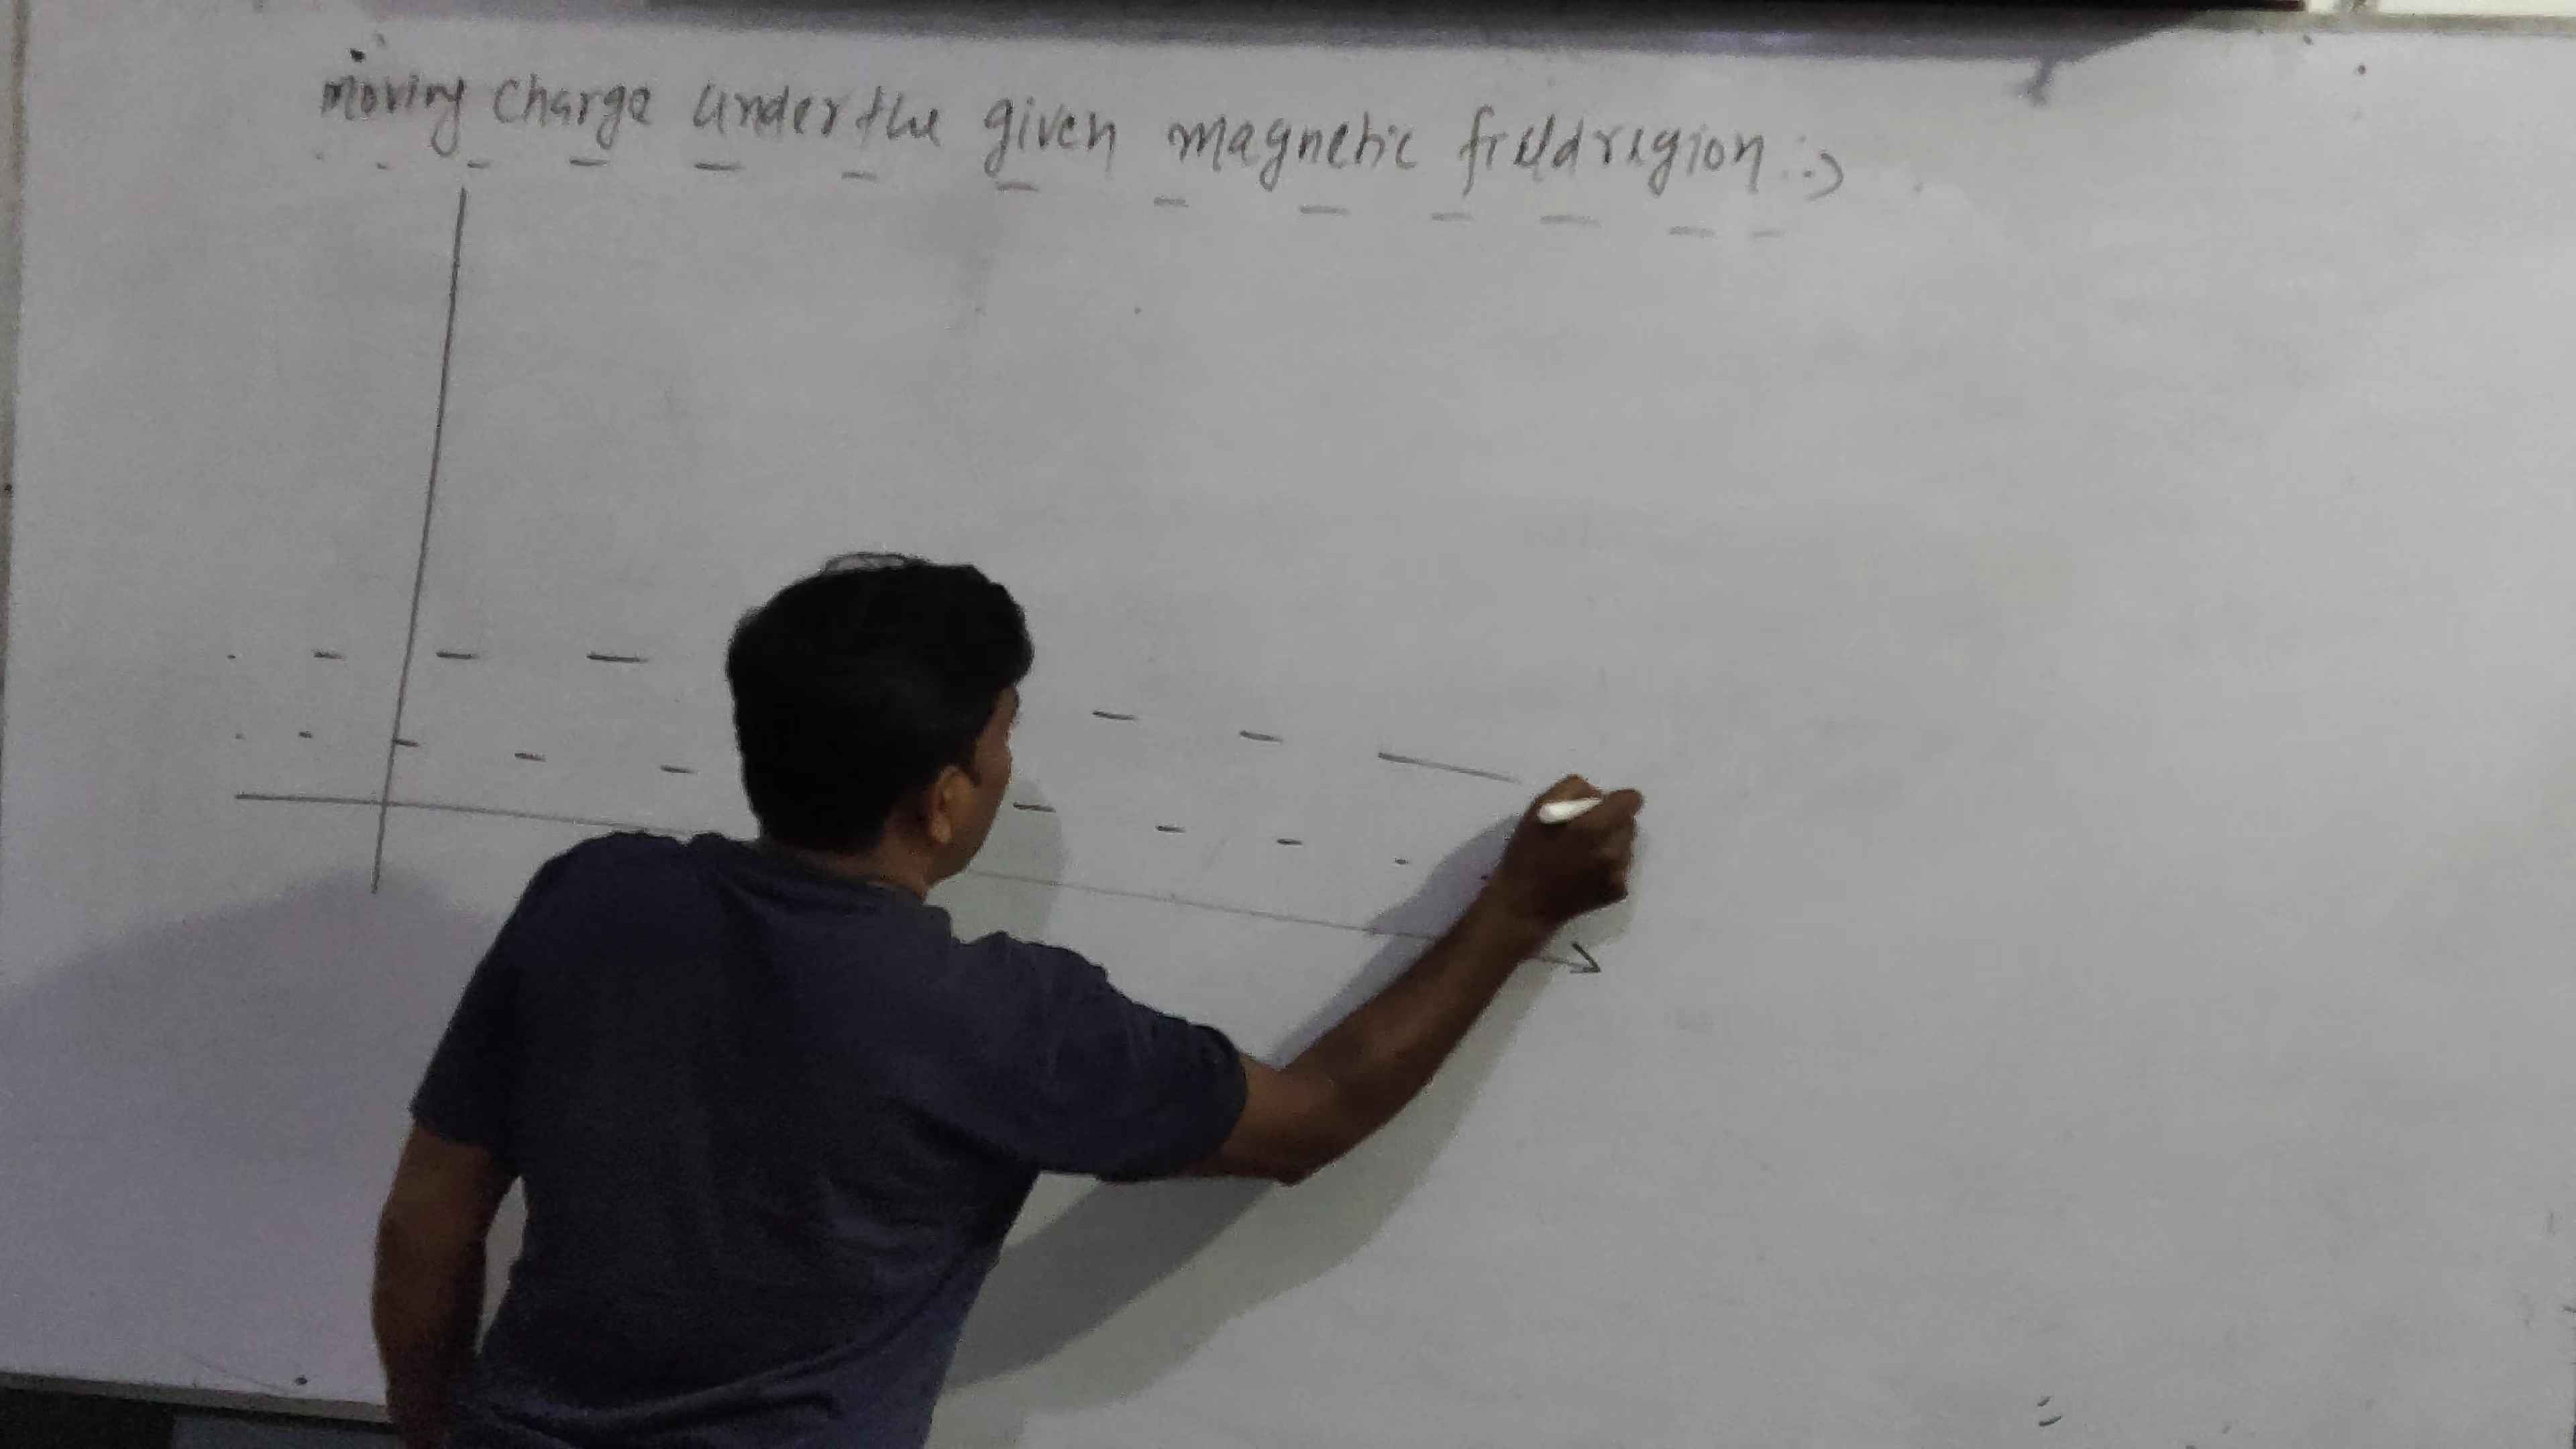 moving charge under the given magnetic field region :->